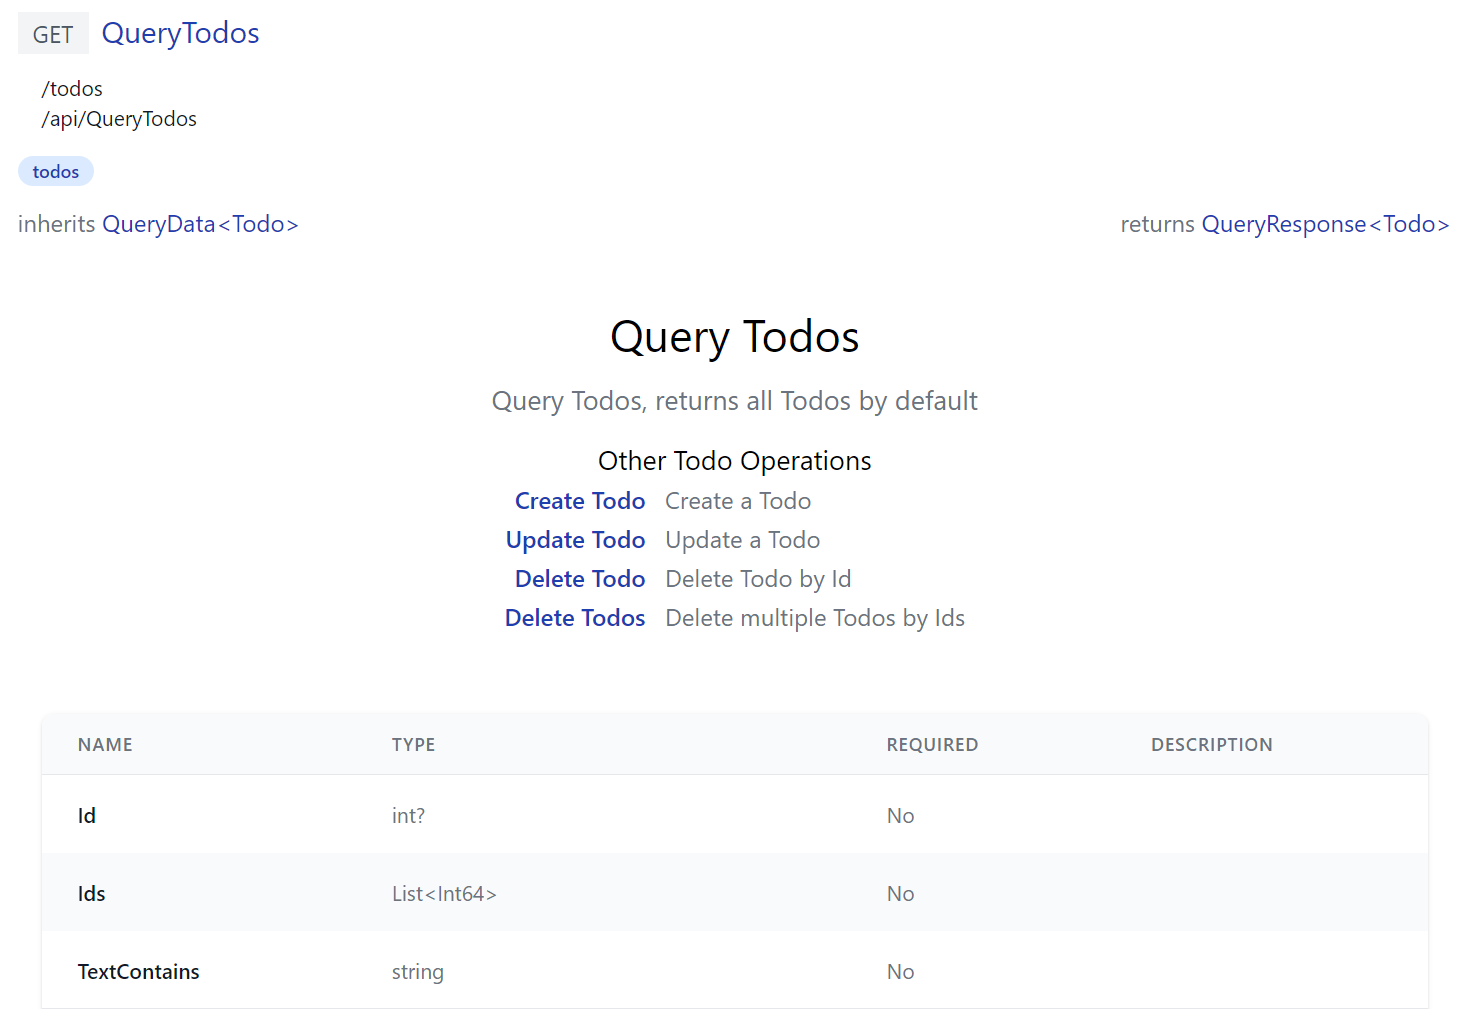 GET QueryTodos
/todos
/api/QueryTodos
todos
inherits QueryData<Todo> returns QueryResponse<Todo>
Query Todos
Query Todos, returns all Todos by default
Other Todo Operations
Create Todo Create a Todo
Update Todo Update a Todo
Delete Todo Delete Todo by Id
Delete Todos Delete multiple Todos by Ids
NAME TYPE REQUIRED DESCRIPTION
Id int? No
Ids List<Int64> No
TextContains string No